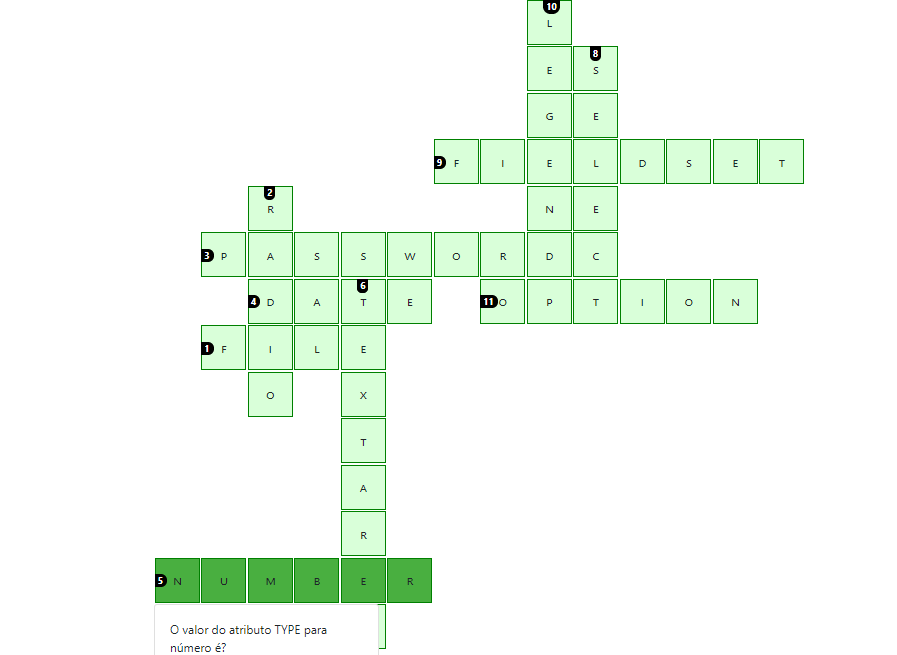 10
L
8
E S
G E
9 F I E L D S E T
2
R N E
3 P A S S W O R D C
6
4 D A T E 11 O P T I O N
1 F I L E
O X
T
A
R
5 N U M B E R
O valor do atributo TYPE para
número é?